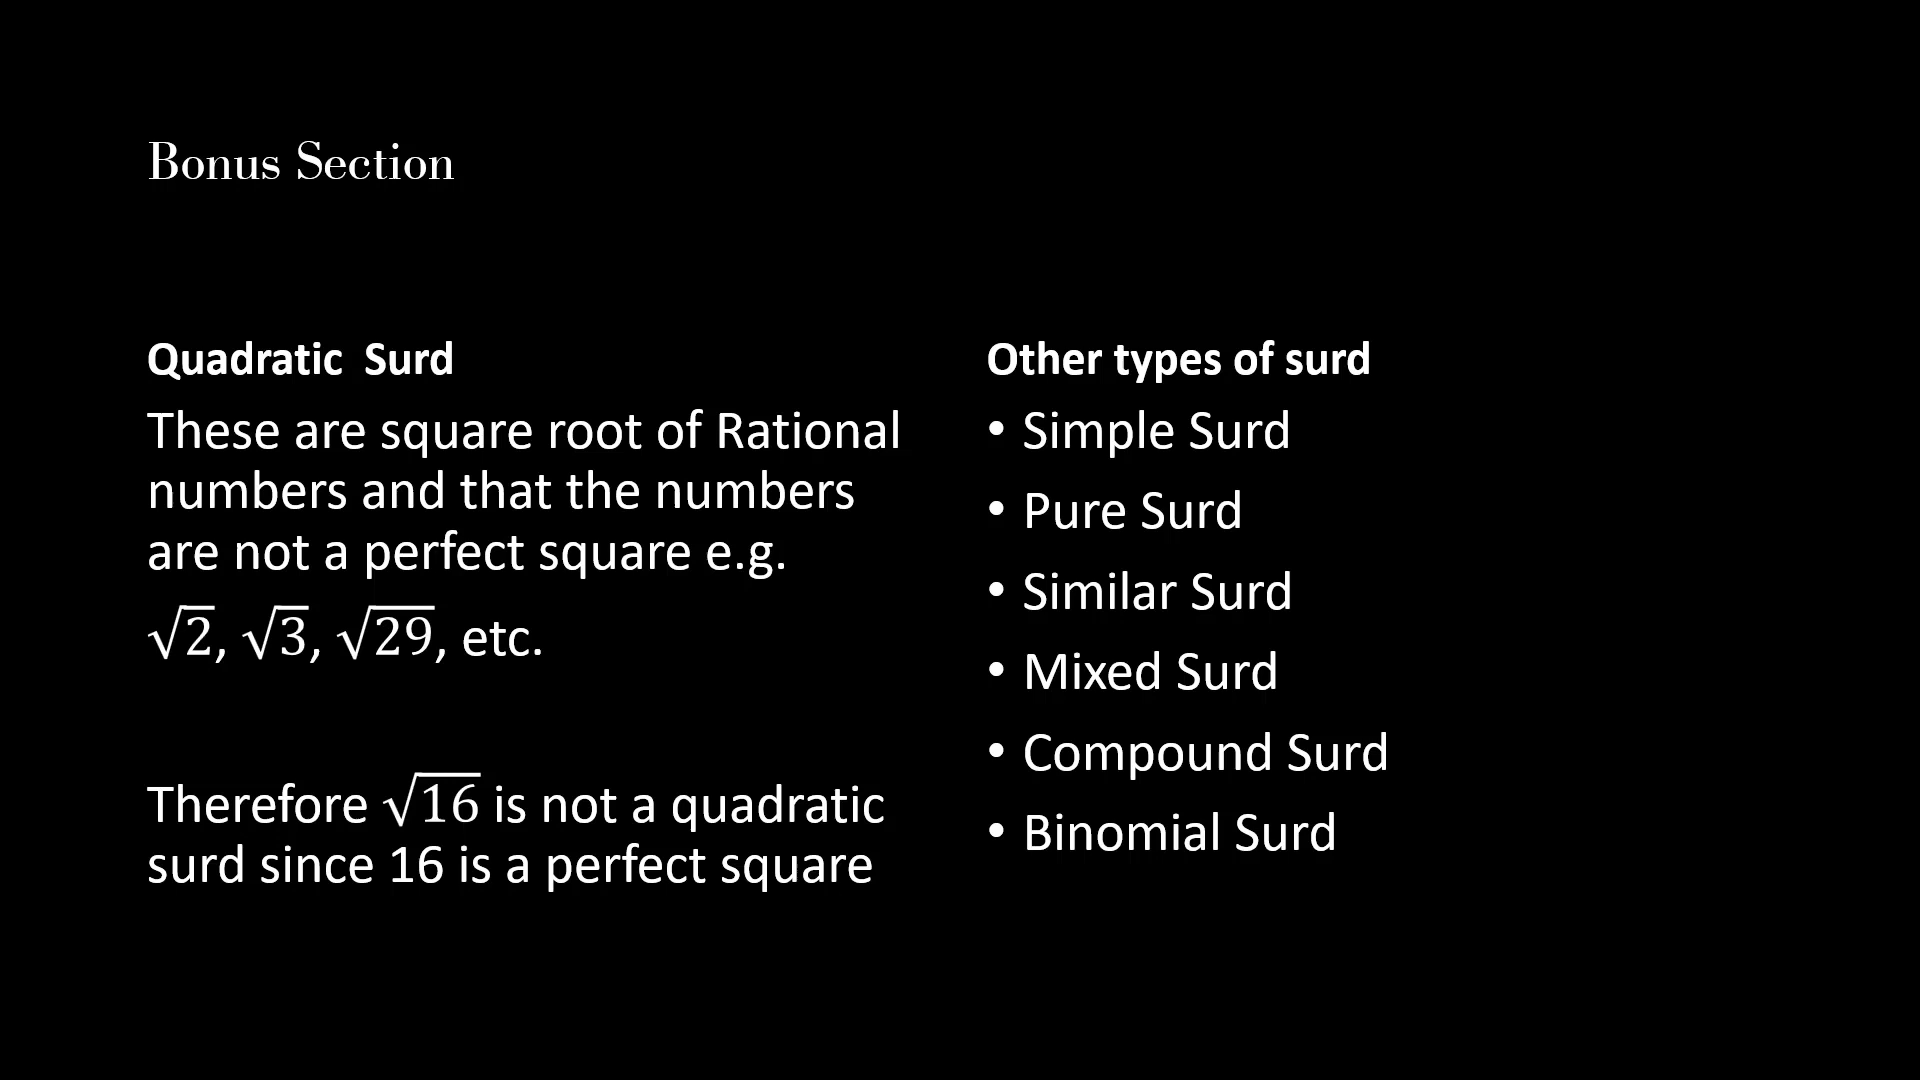 Bonus Section
Quadratic  Surd
These are square root of Rational
numbers and that the numbers
are not a perfect square e.g.
√2, √3, √29, etc.
Therefore √16 is not a quadratic
surd since 16 is a perfect square
Other types of surd
• Simple Surd
• Pure Surd
• Similar Surd
• Mixed Surd
• Compound Surd
• Binomial Surd